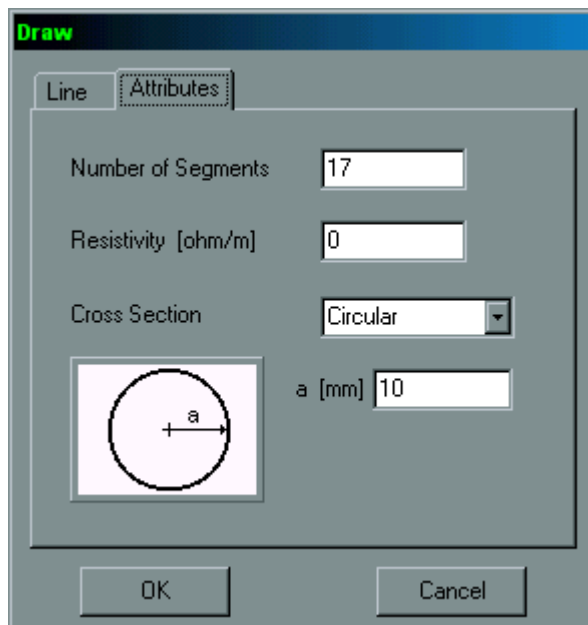 Draw
Line Attributes
Number of Segments 17
Resistivity [ohm/m] 0
Cross Section Circular
a [mm] 10
a
OK Cancel